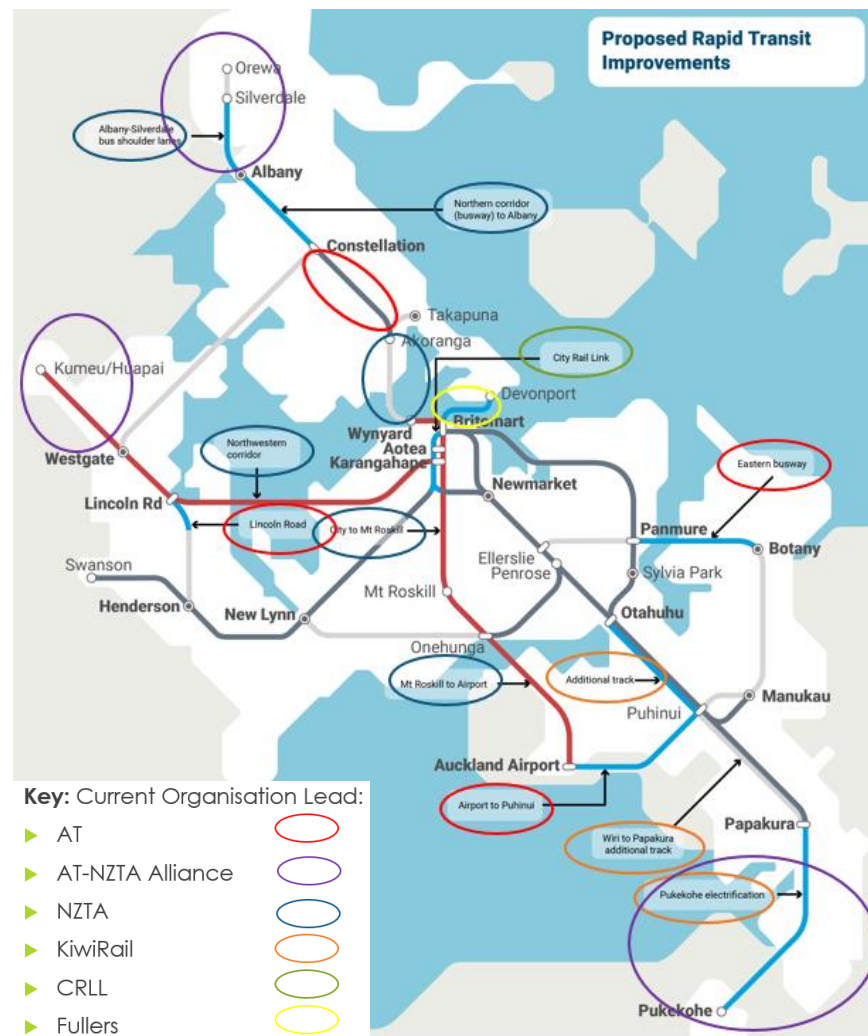 Proposed Rapid Transit
Improvements
Orewa
Silverdale
Albany-Silverdale
bus shoulder lanes
Albany
Northern corridor
(busway) to Albany
Constellation
Takapuna
Akoranga
City Rail Link
Kumeu/Huapai
Devonport
Britomart
Wynyard
Aotea
Karangahape
Northwestern
corridor
Westgate
Eastern busway
Newmarket
Lincoln Rd
Lincoln Road
City to Mt Roskill
Panmure
Botany
Ellerslie
Penrose
Sylvia Park
Swanson
Henderson
New Lynn
Mt Roskill
Otahuhu
Onehunga
Mt Roskill to Airport
Additional track
Manukau
Puhinui
Auckland Airport
Airport to Puhinui
Papakura
Wiri to Papakura
additional track
Pukekohe electrification
Pukekohe
Key: Current Organisation Lead:
AT
AT-NZTA Alliance
NZTA
KiwiRail
CRLL
Fullers